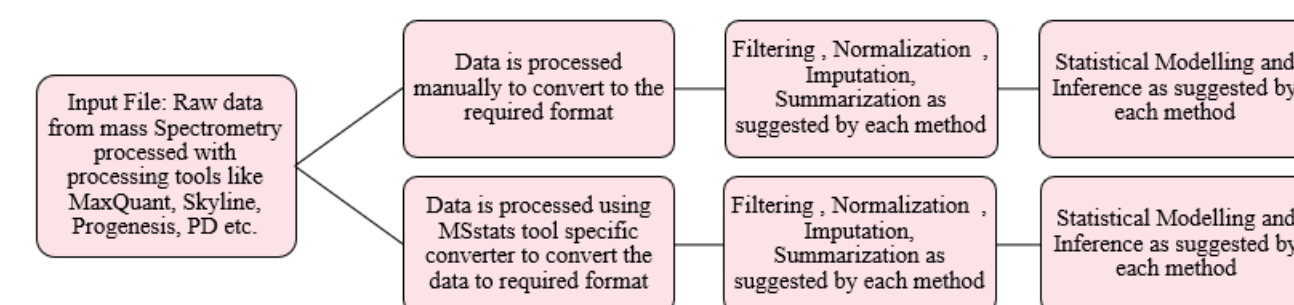 Input File: Raw data
from mass Spectrometry
processed with
processing tools like
MaxQuant, Skyline,
Progenesis, PD etc.
Data is processed
manually to convert to the
required format
Filtering , Normalization ,
Imputation,
Summarization as
suggested by each method
Statistical Modelling and
Inference as suggested by
each method
Data is processed using
MSstats tool specific
converter to convert the
data to required format
Filtering , Normalization ,
Imputation,
Summarization as
suggested by each method
Statistical Modelling and
Inference as suggested by
each method